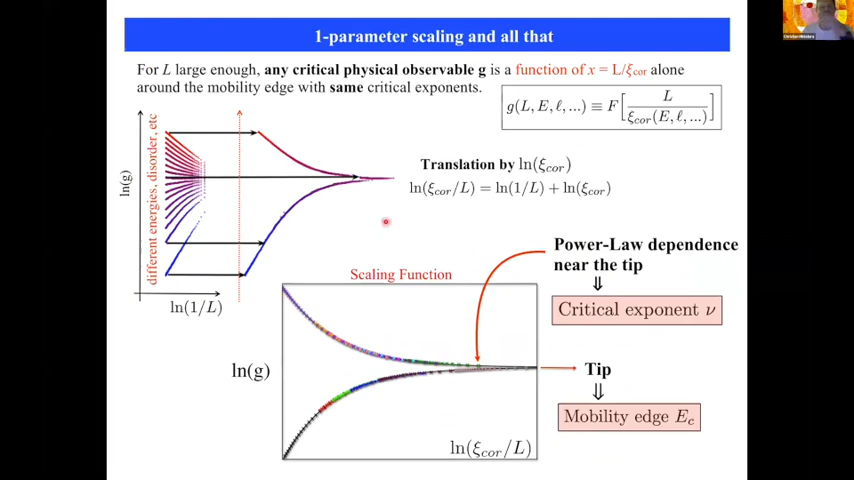 1-parameter scaling and all that
For L large enough, any critical physical observable g is a function of x = L/ξcor alone
around the mobility edge with same critical exponents.
g(L, E, ℓ, ...) ≡ F[L / ξcor(E, ℓ, ...)]
ln(g)
different energies, disorder, etc
ln(1/L)
Translation by ln(ξcor)
ln(ξcor/L) = ln(1/L) + ln(ξcor)
Power-Law dependence
near the tip
⇓
Critical exponent ν
Scaling Function
ln(g)
ln(ξcor/L)
Tip
⇓
Mobility edge Ec